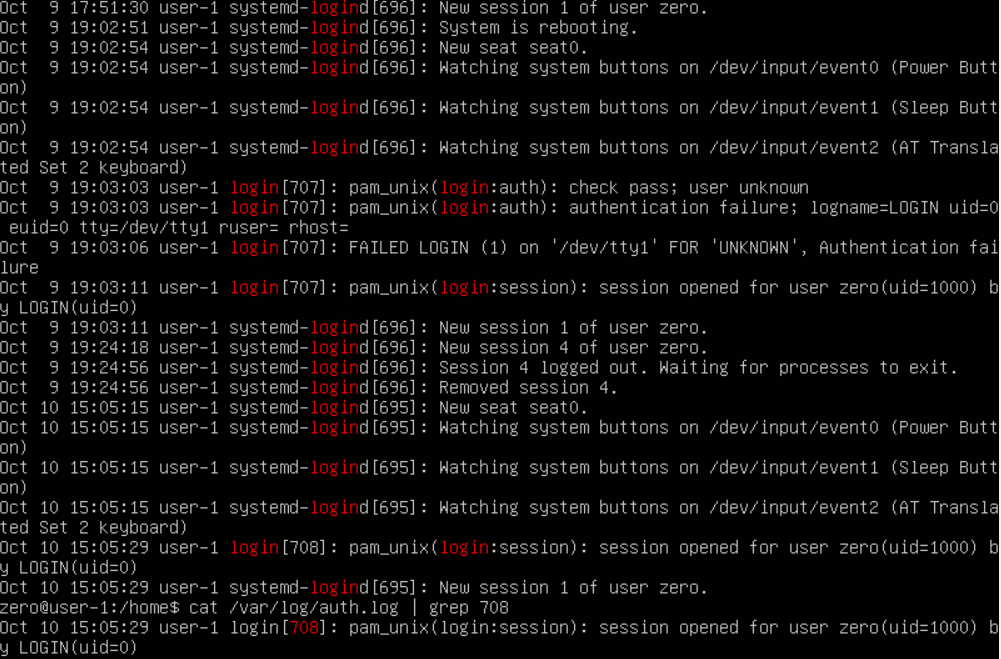 Oct  9 17:51:30 user-1 systemd-logind[696]: New session 1 of user zero.
Oct  9 19:02:51 user-1 systemd-logind[696]: System is rebooting.
Oct  9 19:02:54 user-1 systemd-logind[696]: New seat seat0.
Oct  9 19:02:54 user-1 systemd-logind[696]: Watching system buttons on /dev/input/event0 (Power Butt
on)
Oct  9 19:02:54 user-1 systemd-logind[696]: Watching system buttons on /dev/input/event1 (Sleep Butt
on)
Oct  9 19:02:54 user-1 systemd-logind[696]: Watching system buttons on /dev/input/event2 (AT Transla
ted Set 2 keyboard)
Oct  9 19:03:03 user-1 login[707]: pam_unix(login:auth): check pass; user unknown
Oct  9 19:03:03 user-1 login[707]: pam_unix(login:auth): authentication failure; logname=LOGIN uid=0
 euid=0 tty=/dev/tty1 ruser= rhost=
Oct  9 19:03:06 user-1 login[707]: FAILED LOGIN (1) on '/dev/tty1' FOR 'UNKNOWN', Authentication fai
lure
Oct  9 19:03:11 user-1 login[707]: pam_unix(login:session): session opened for user zero(uid=1000) b
y LOGIN(uid=0)
Oct  9 19:03:11 user-1 systemd-logind[696]: New session 1 of user zero.
Oct  9 19:24:18 user-1 systemd-logind[696]: New session 4 of user zero.
Oct  9 19:24:56 user-1 systemd-logind[696]: Session 4 logged out. Waiting for processes to exit.
Oct  9 19:24:56 user-1 systemd-logind[696]: Removed session 4.
Oct 10 15:05:15 user-1 systemd-logind[695]: New seat seat0.
Oct 10 15:05:15 user-1 systemd-logind[695]: Watching system buttons on /dev/input/event0 (Power Butt
on)
Oct 10 15:05:15 user-1 systemd-logind[695]: Watching system buttons on /dev/input/event1 (Sleep Butt
on)
Oct 10 15:05:15 user-1 systemd-logind[695]: Watching system buttons on /dev/input/event2 (AT Transla
ted Set 2 keyboard)
Oct 10 15:05:29 user-1 login[708]: pam_unix(login:session): session opened for user zero(uid=1000) b
y LOGIN(uid=0)
Oct 10 15:05:29 user-1 systemd-logind[695]: New session 1 of user zero.
zero@user-1:/home$ cat /var/log/auth.log | grep 708
Oct 10 15:05:29 user-1 login[708]: pam_unix(login:session): session opened for user zero(uid=1000) b
y LOGIN(uid=0)